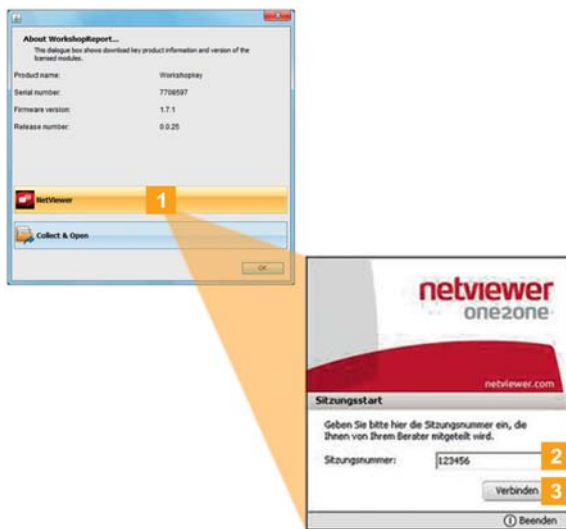 About WorkshopReport...
The dialogue box shows download key product information and version of the
licensed modules.
Product name: Workshopkey
Serial number: 7708597
Firmware version: 1.7.1
Release number: 0.0.25
NetViewer 1
Collect & Open
OK
netviewer
one2one
netviewer.com
Sitzungsstart
Geben Sie bitte hier die Sitzungsnummer ein, die
Ihnen von Ihrem Berater mitgeteilt wird.
Sitzungsnummer: 123456 2
Verbinden 3
Beenden